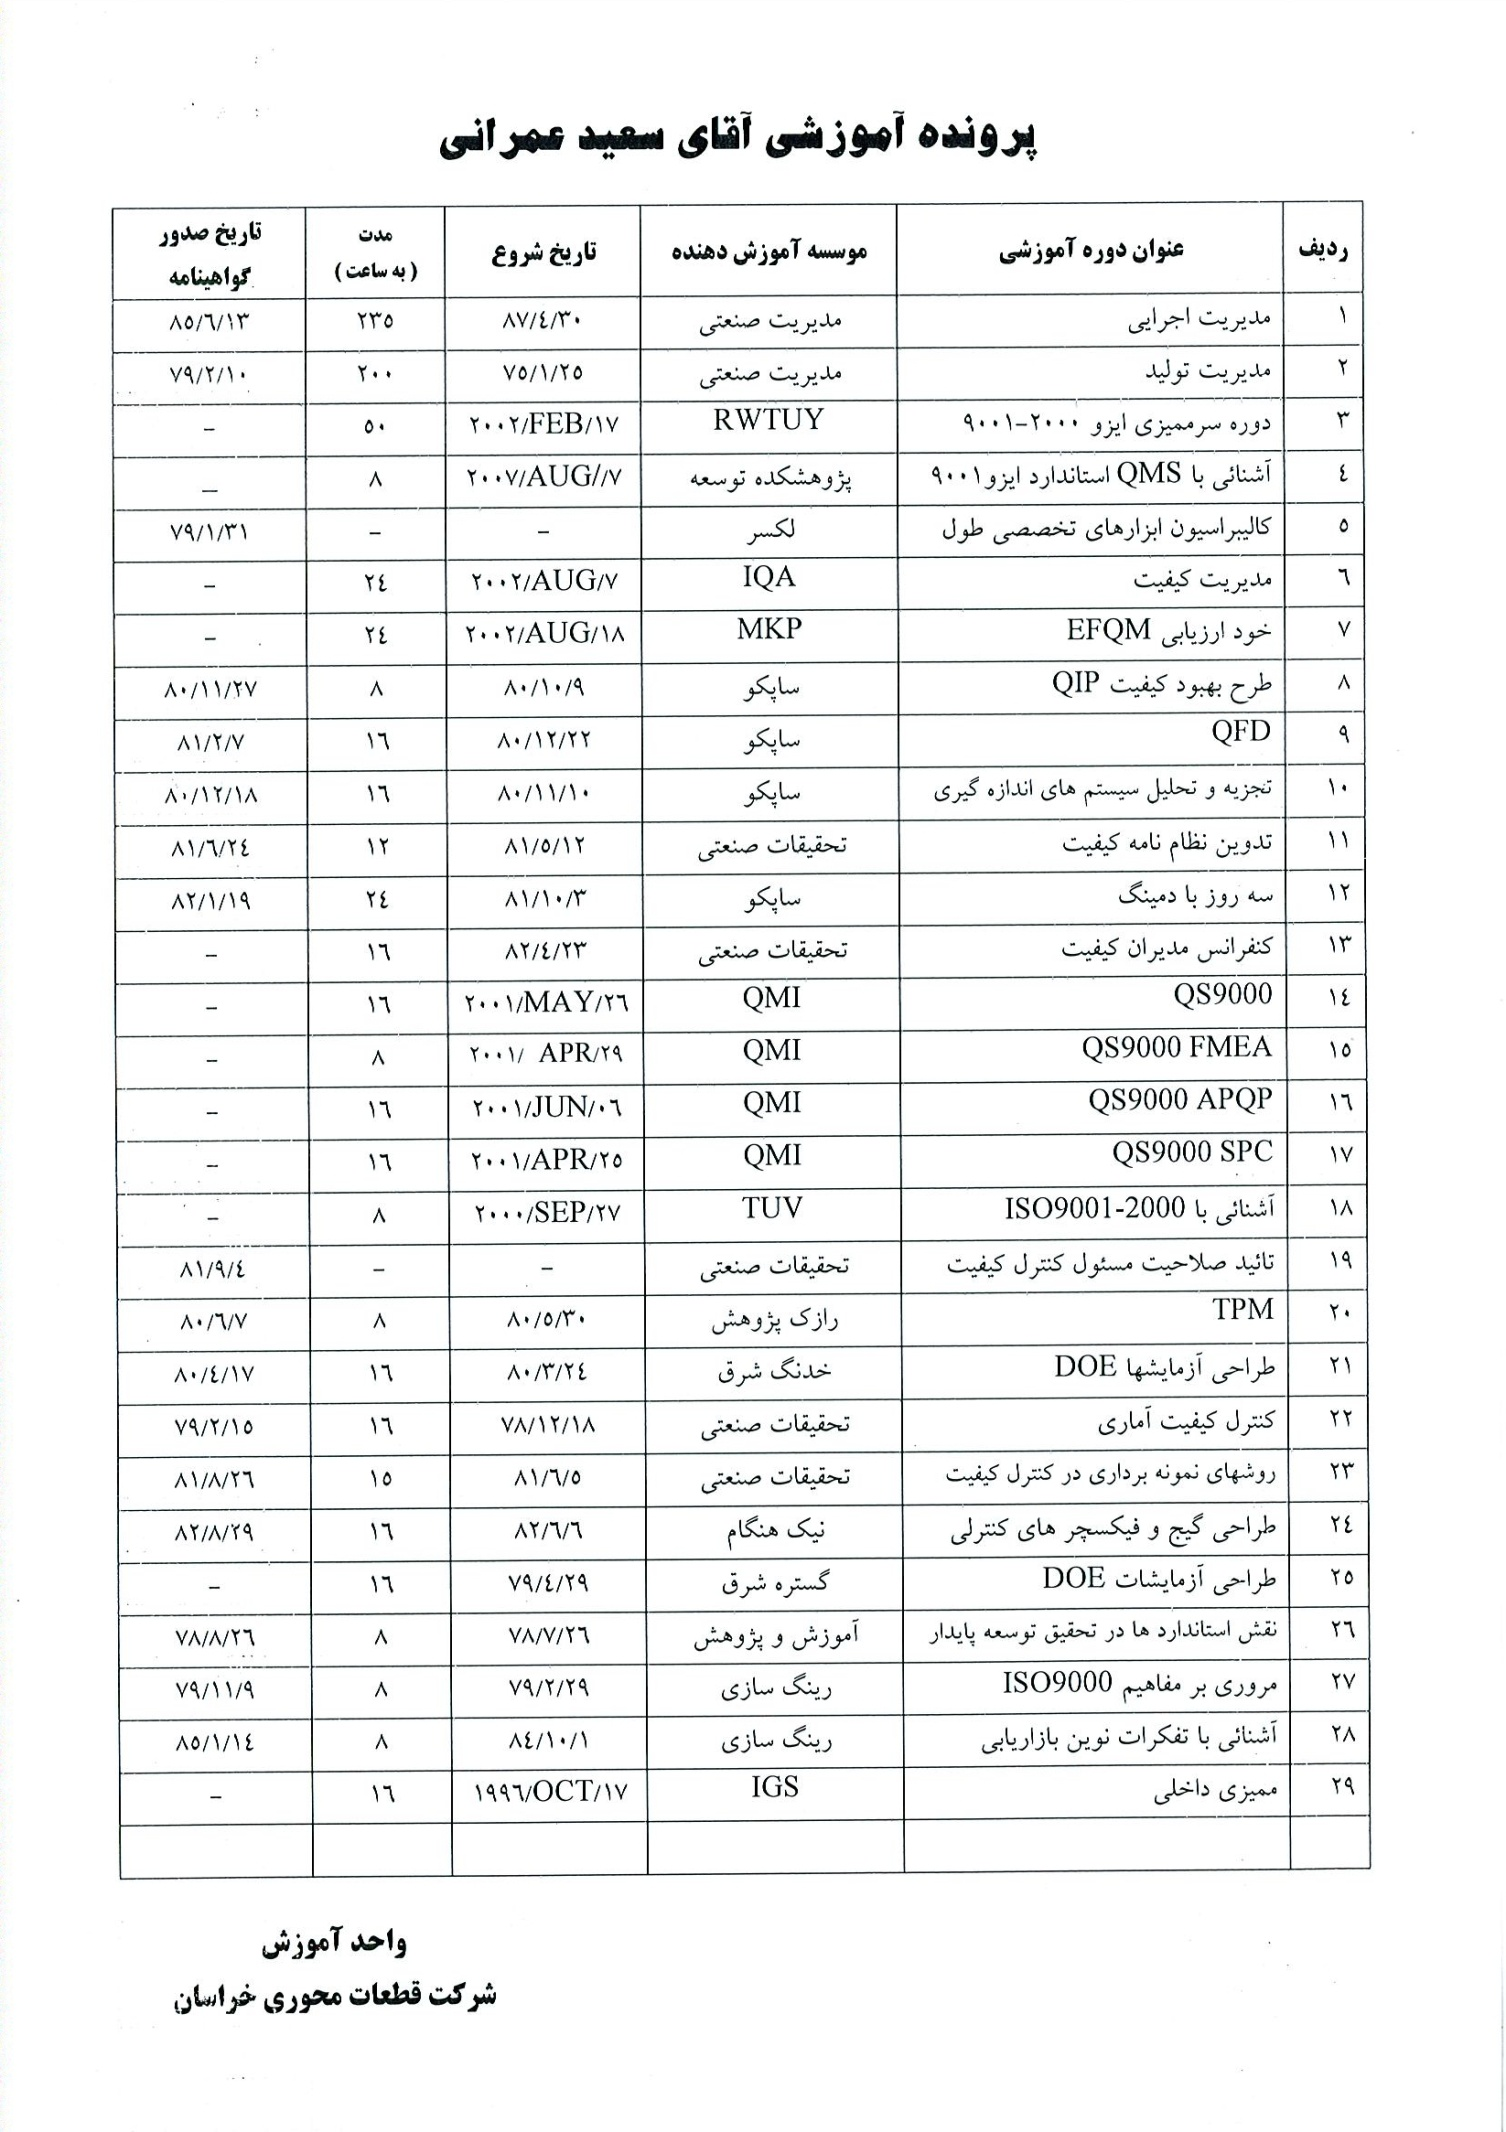 پرونده آموزشی آقای سعید عمرانی
ردیف عنوان دوره آموزشی موسسه آموزش دهنده تاریخ شروع مدت (به ساعت) تاریخ صدور گواهینامه
۱ مدیریت اجرایی مدیریت صنعتی ۸۷/٤/۳۰ ۲۳۵ ۸۵/٦/۱۳
۲ مدیریت تولید مدیریت صنعتی ۷۵/۱/۲۵ ۲۰۰ ۷۹/۲/۱۰
۳ دوره سرممیزی ایزو ۲۰۰۰-۹۰۰۱ RWTUY ۲۰۰۲/FEB/۱۷ ۵۰ –
٤ آشنائی با QMS استاندارد ایزو۹۰۰۱ پژوهشکده توسعه ۲۰۰۷/AUG//۷ ۸ –
۵ کالیبراسیون ابزارهای تخصصی طول لکسر – – ۷۹/۱/۳۱
٦ مدیریت کیفیت IQA ۲۰۰۲/AUG/۷ ۲٤ –
۷ خود ارزیابی EFQM MKP ۲۰۰۲/AUG/۱۸ ۲٤ –
۸ طرح بهبود کیفیت QIP ساپکو ۸۰/۱۰/۹ ۸ ۸۰/۱۱/۲۷
۹ QFD ساپکو ۸۰/۱۲/۲۲ ۱٦ ۸۱/۲/۷
۱۰ تجزیه و تحلیل سیستم های اندازه گیری ساپکو ۸۰/۱۱/۱۰ ۱٦ ۸۰/۱۲/۱۸
۱۱ تدوین نظام نامه کیفیت تحقیقات صنعتی ۸۱/۵/۱۲ ۱۲ ۸۱/٦/۲٤
۱۲ سه روز با دمینگ ساپکو ۸۱/۱۰/۳ ۲٤ ۸۲/۱/۱۹
۱۳ کنفرانس مدیران کیفیت تحقیقات صنعتی ۸۲/٤/۲۳ ۱٦ –
۱٤ QS9000 QMI ۲۰۰۱/MAY/۲٦ ۱٦ –
۱۵ QS9000 FMEA QMI ۲۰۰۱/ APR/۲۹ ۸ –
۱٦ QS9000 APQP QMI ۲۰۰۱/JUN/۰٦ ۱٦ –
۱۷ QS9000 SPC QMI ۲۰۰۱/APR/۲۵ ۱٦ –
۱۸ آشنائی با ISO9001-2000 TUV ۲۰۰۰/SEP/۲۷ ۸ –
۱۹ تائید صلاحیت مسئول کنترل کیفیت تحقیقات صنعتی – – ۸۱/۹/٤
۲۰ TPM رازک پژوهش ۸۰/۵/۳۰ ۸ ۸۰/٦/۷
۲۱ طراحی آزمایشها DOE خدنگ شرق ۸۰/۳/۲٤ ۱٦ ۸۰/٤/۱۷
۲۲ کنترل کیفیت آماری تحقیقات صنعتی ۷۸/۱۲/۱۸ ۱٦ ۷۹/۲/۱۵
۲۳ روشهای نمونه برداری در کنترل کیفیت تحقیقات صنعتی ۸۱/٦/۵ ۱۵ ۸۱/۸/۲٦
۲٤ طراحی گیج و فیکسچر های کنترلی نیک هنگام ۸۲/٦/٦ ۱٦ ۸۲/۸/۲۹
۲۵ طراحی آزمایشات DOE گستره شرق ۷۹/٤/۲۹ ۱٦ –
۲٦ نقش استاندارد ها در تحقیق توسعه پایدار آموزش و پژوهش ۷۸/۷/۲٦ ۸ ۷۸/۸/۲٦
۲۷ مروری بر مفاهیم ISO9000 رینگ سازی ۷۹/۲/۲۹ ۸ ۷۹/۱۱/۹
۲۸ آشنائی با تفکرات نوین بازاریابی رینگ سازی ۸٤/۱۰/۱ ۸ ۸۵/۱/۱٤
۲۹ ممیزی داخلی IGS ۱۹۹٦/OCT/۱۷ ۱٦ –
واحد آموزش
شرکت قطعات محوری خراسان